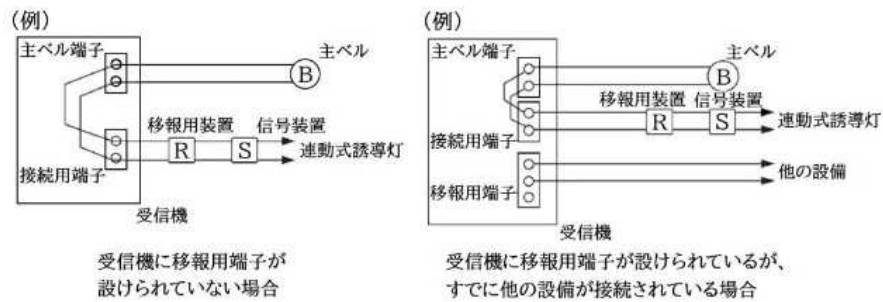 (例)
主ベル端子
主ベル
B
移報用装置
信号装置
R
S
連動式誘導灯
接続用端子
受信機
受信機に移報用端子が
設けられていない場合
(例)
主ベル端子
主ベル
B
移報用装置
信号装置
R
S
連動式誘導灯
接続用端子
他の設備
移報用端子
受信機
受信機に移報用端子が設けられているが、
すでに他の設備が接続されている場合